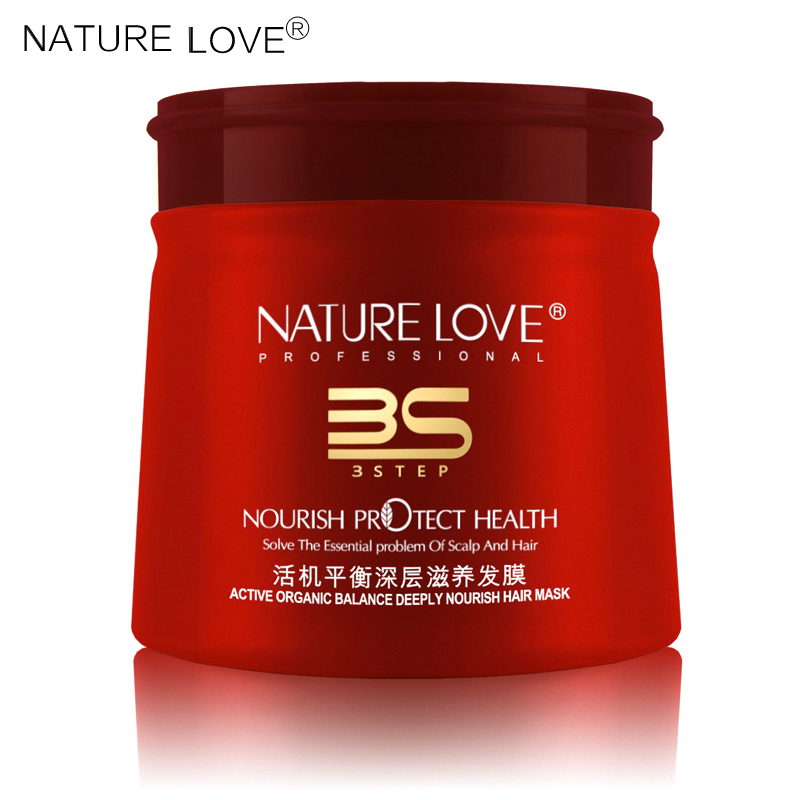 NATURE LOVE®
NATURE LOVE®
PROFESSIONAL
3S
3STEP
NOURISH PROTECT HEALTH
Solve The Essential problem Of Scalp And Hair
活机平衡深层滋养发膜
ACTIVE ORGANIC BALANCE DEEPLY NOURISH HAIR MASK